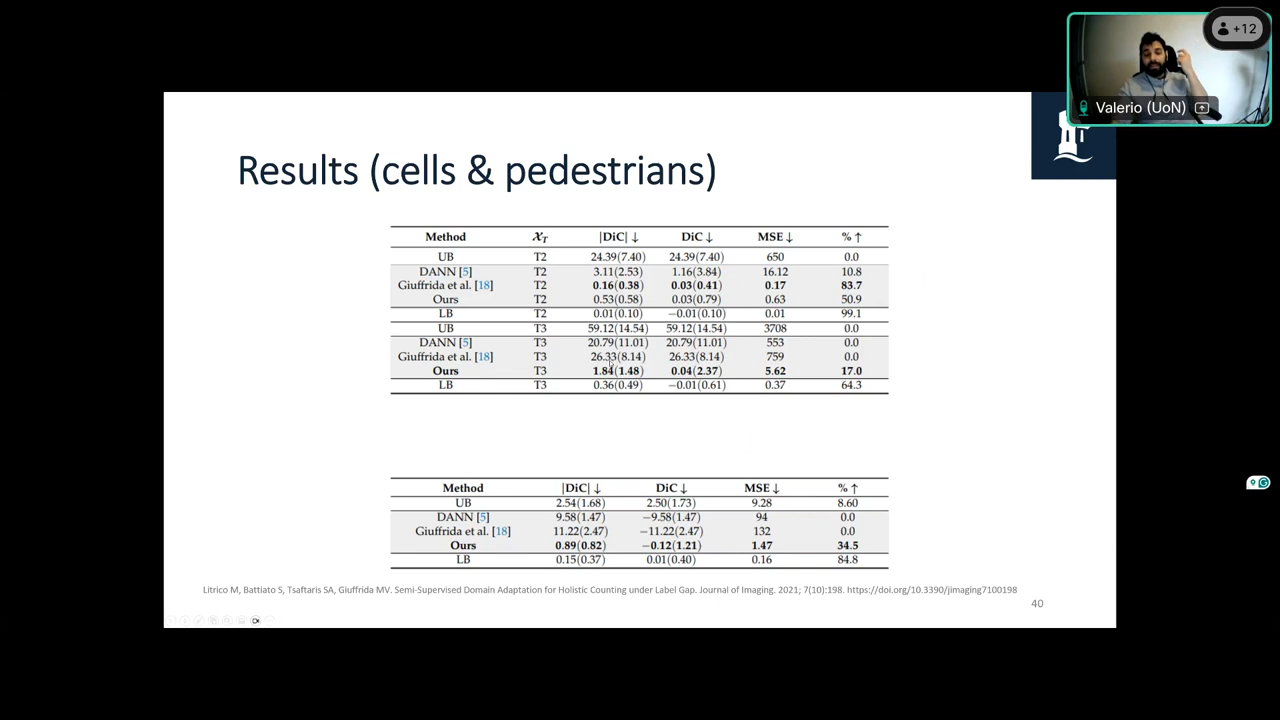 +12
Valerio (UoN)
Results (cells & pedestrians)
Method 𝒳T |DiC| ↓ DiC ↓ MSE ↓ % ↑
UB T2 24.39(7.40) 24.39(7.40) 650 0.0
DANN [5] T2 3.11(2.53) 1.16(3.84) 16.12 10.8
Giuffrida et al. [18] T2 0.16(0.38) 0.03(0.41) 0.17 83.7
Ours T2 0.53(0.58) 0.03(0.79) 0.63 50.9
LB T2 0.01(0.10) −0.01(0.10) 0.01 99.1
UB T3 59.12(14.54) 59.12(14.54) 3708 0.0
DANN [5] T3 20.79(11.01) 20.79(11.01) 553 0.0
Giuffrida et al. [18] T3 26.33(8.14) 26.33(8.14) 759 0.0
Ours T3 1.84(1.48) 0.04(2.37) 5.62 17.0
LB T3 0.36(0.49) −0.01(0.61) 0.37 64.3
Method |DiC| ↓ DiC ↓ MSE ↓ % ↑
UB 2.54(1.68) 2.50(1.73) 9.28 8.60
DANN [5] 9.58(1.47) −9.58(1.47) 94 0.0
Giuffrida et al. [18] 11.22(2.47) −11.22(2.47) 132 0.0
Ours 0.89(0.82) −0.12(1.21) 1.47 34.5
LB 0.15(0.37) 0.01(0.40) 0.16 84.8
Litrico M, Battiato S, Tsaftaris SA, Giuffrida MV. Semi-Supervised Domain Adaptation for Holistic Counting under Label Gap. Journal of Imaging. 2021; 7(10):198. https://doi.org/10.3390/jimaging7100198
40